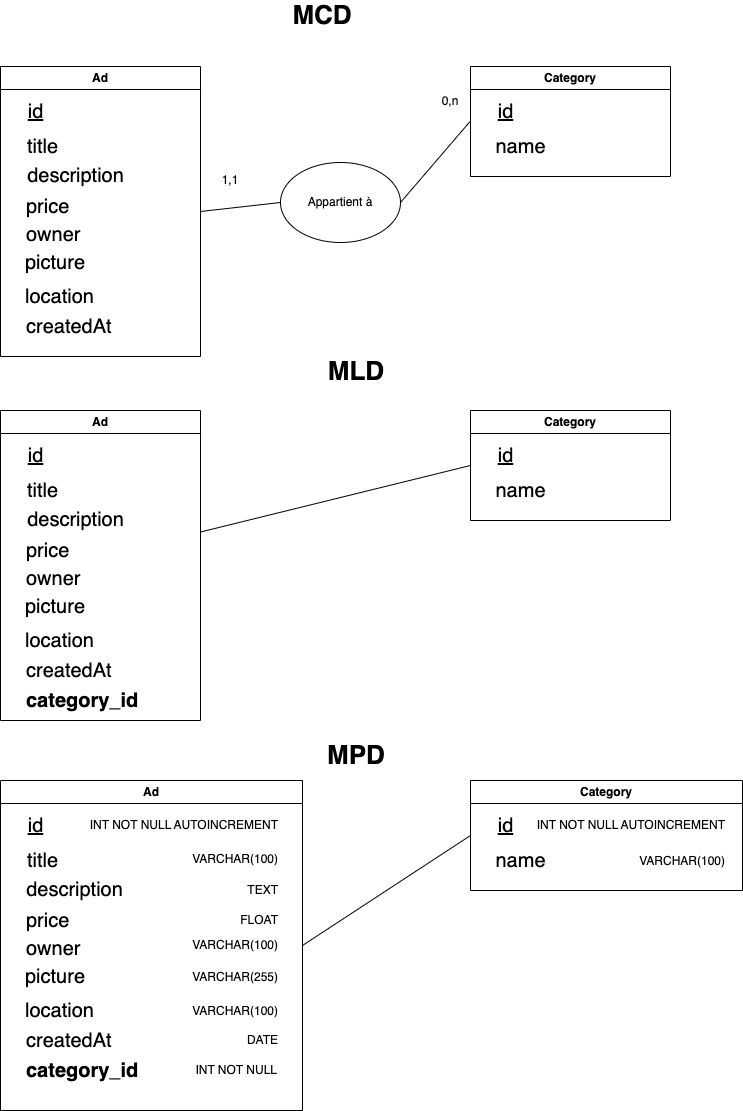 MCD
Ad
id
title
description
price
owner
picture
location
createdAt
1,1
Appartient à
0,n
Category
id
name
MLD
Ad
id
title
description
price
owner
picture
location
createdAt
category_id
Category
id
name
MPD
Ad
id INT NOT NULL AUTOINCREMENT
title VARCHAR(100)
description TEXT
price FLOAT
owner VARCHAR(100)
picture VARCHAR(255)
location VARCHAR(100)
createdAt DATE
category_id INT NOT NULL
Category
id INT NOT NULL AUTOINCREMENT
name VARCHAR(100)